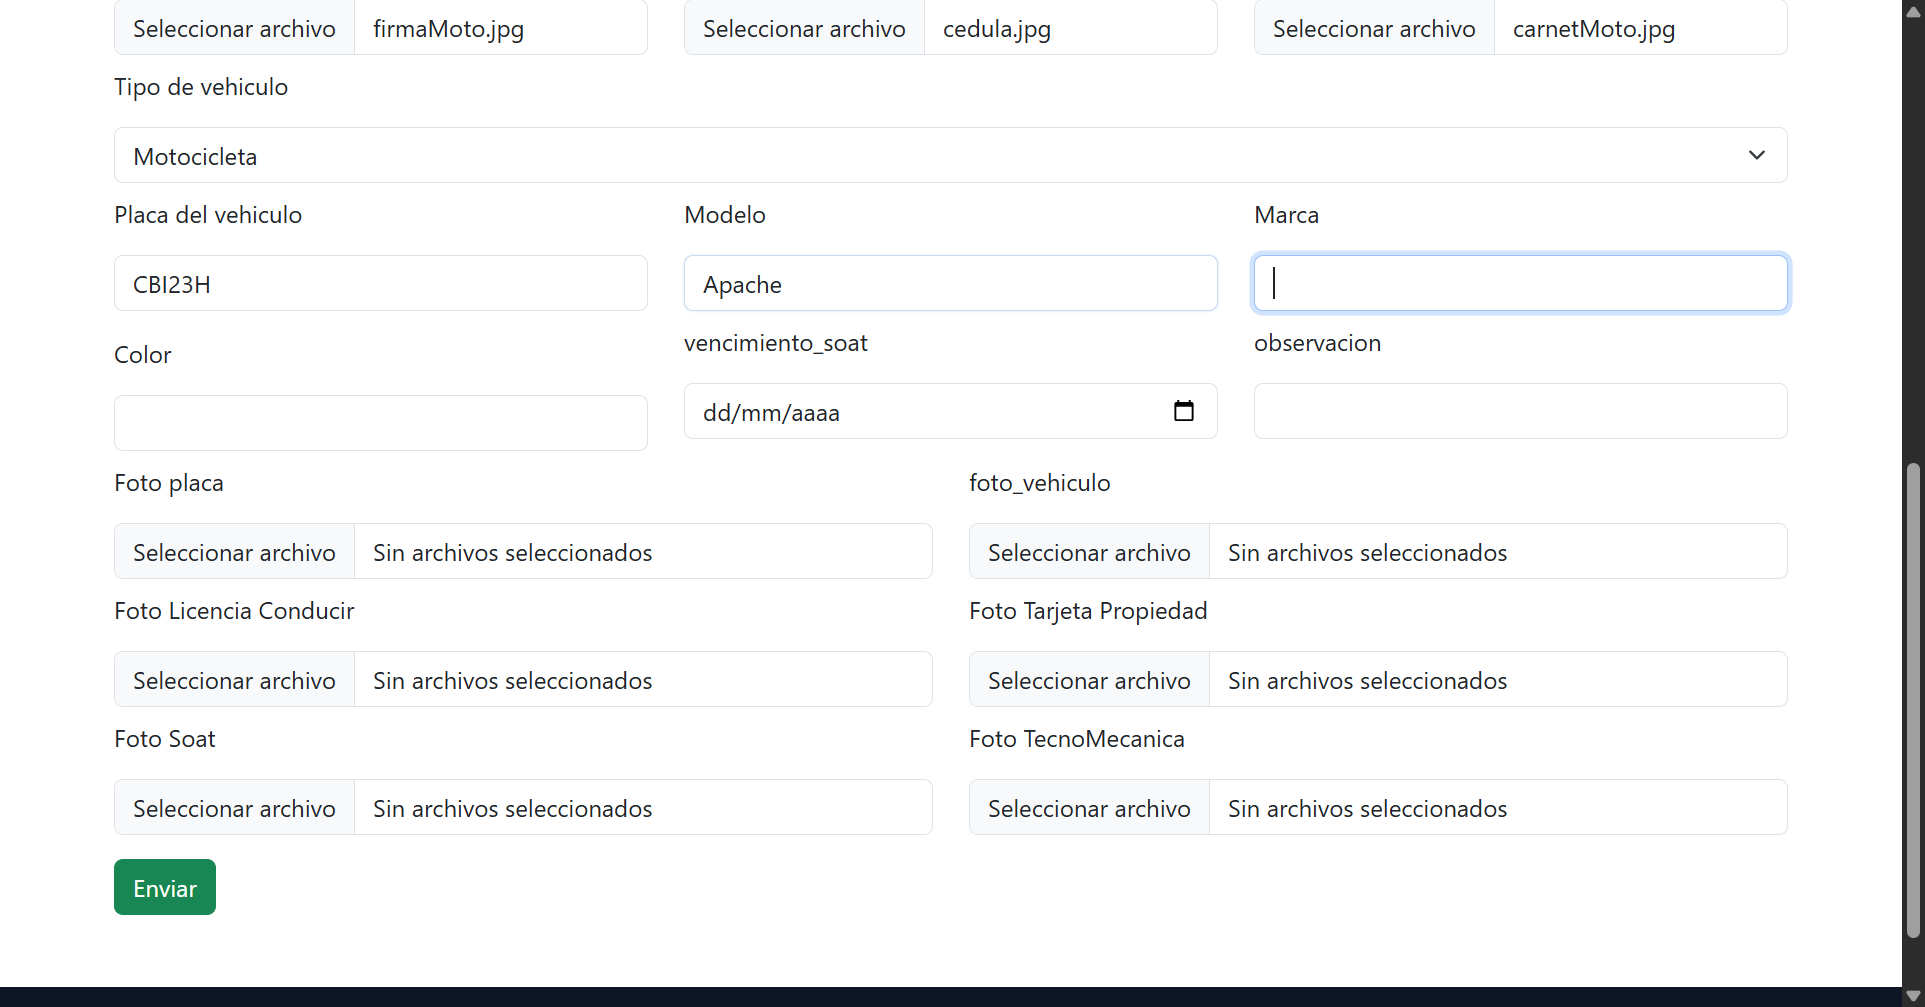 Seleccionar archivo firmaMoto.jpg Seleccionar archivo cedula.jpg Seleccionar archivo carnetMoto.jpg
Tipo de vehiculo
Motocicleta
Placa del vehiculo Modelo Marca
CBI23H Apache
Color vencimiento_soat observacion
dd/mm/aaaa
Foto placa foto_vehiculo
Seleccionar archivo Sin archivos seleccionados Seleccionar archivo Sin archivos seleccionados
Foto Licencia Conducir Foto Tarjeta Propiedad
Seleccionar archivo Sin archivos seleccionados Seleccionar archivo Sin archivos seleccionados
Foto Soat Foto TecnoMecanica
Seleccionar archivo Sin archivos seleccionados Seleccionar archivo Sin archivos seleccionados
Enviar